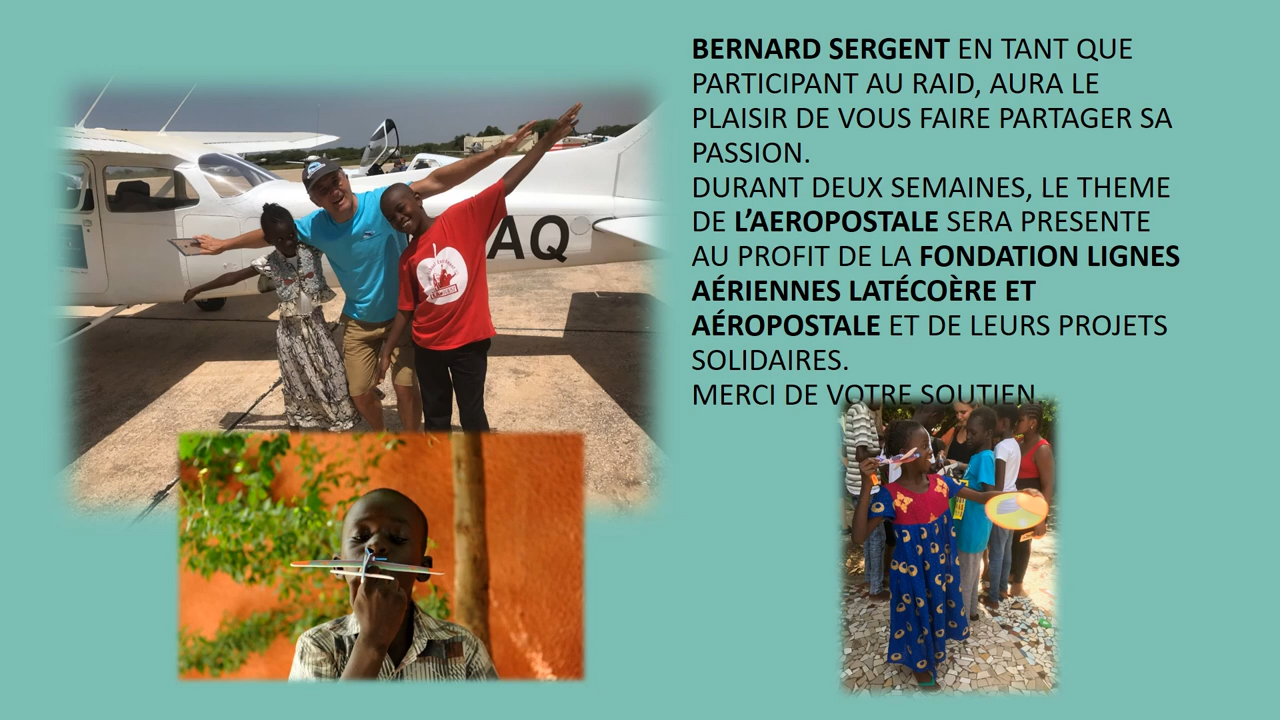 BERNARD SERGENT EN TANT QUE
PARTICIPANT AU RAID, AURA LE
PLAISIR DE VOUS FAIRE PARTAGER SA
PASSION.
DURANT DEUX SEMAINES, LE THEME
DE L’AEROPOSTALE SERA PRESENTE
AU PROFIT DE LA FONDATION LIGNES
AÉRIENNES LATÉCOÈRE ET
AÉROPOSTALE ET DE LEURS PROJETS
SOLIDAIRES.
MERCI DE VOTRE SOUTIEN.
AQ